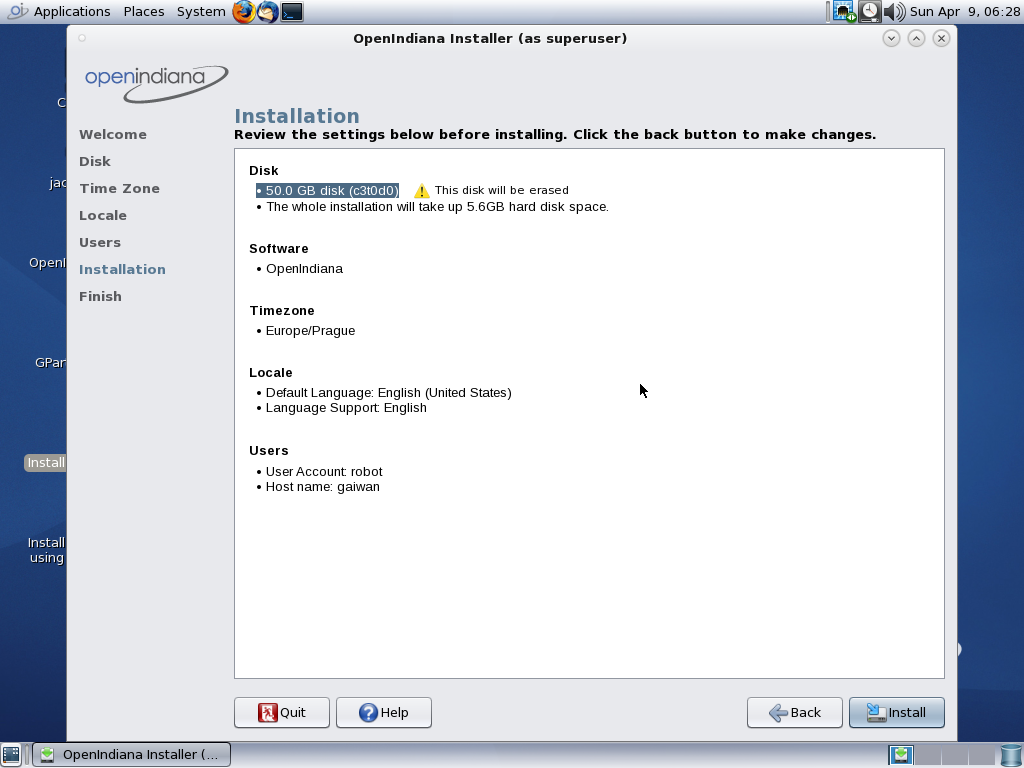 Applications Places System Sun Apr 9, 06:28
OpenIndiana Installer (as superuser)
openindiana
Installation
Review the settings below before installing. Click the back button to make changes.
Welcome
Disk
Time Zone
Locale
Users
Installation
Finish
Disk
• 50.0 GB disk (c3t0d0) This disk will be erased
• The whole installation will take up 5.6GB hard disk space.
Software
• OpenIndiana
Timezone
• Europe/Prague
Locale
• Default Language: English (United States)
• Language Support: English
Users
• User Account: robot
• Host name: gaiwan
C
jac
OpenI
GPar
Install
Install
using
Quit Help Back Install
OpenIndiana Installer (...